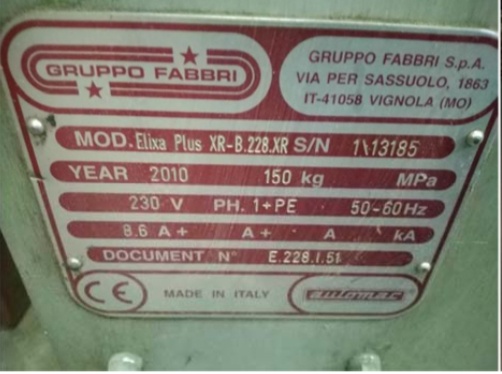 GRUPPO FABBRI
GRUPPO FABBRI S.p.A.
VIA PER SASSUOLO, 1863
IT-41058 VIGNOLA (MO)
MOD. Elixa Plus XR-B.228.XR S/N 1\13185
YEAR 2010 150 kg MPa
230 V PH. 1+PE 50-60Hz
8.6 A+ A+ A kA
DOCUMENT N° E.228.I.51
CE MADE IN ITALY automac